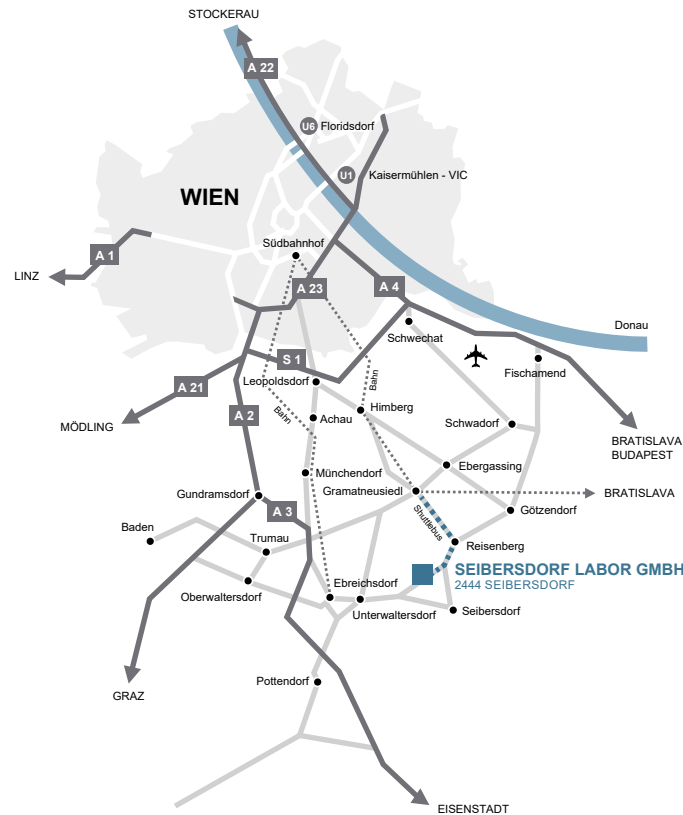 STOCKERAU
A 22
U6 Floridsdorf
U1
Kaisermühlen - VIC
WIEN
Südbahnhof
A 1
LINZ
A 23
A 4
Donau
Schwechat
Fischamend
S 1
Bahn
Leopoldsdorf
A 21
Himberg
A 2
Bahn
Achau
Schwadorf
MÖDLING
BRATISLAVA
BUDAPEST
Ebergassing
Münchendorf
Gramatneusiedl
BRATISLAVA
Gundramsdorf
A 3
Shuttlebus
Götzendorf
Baden
Trumau
Reisenberg
SEIBERSDORF LABOR GMBH
2444 SEIBERSDORF
Ebreichsdorf
Oberwaltersdorf
Unterwaltersdorf
Seibersdorf
Pottendorf
GRAZ
EISENSTADT